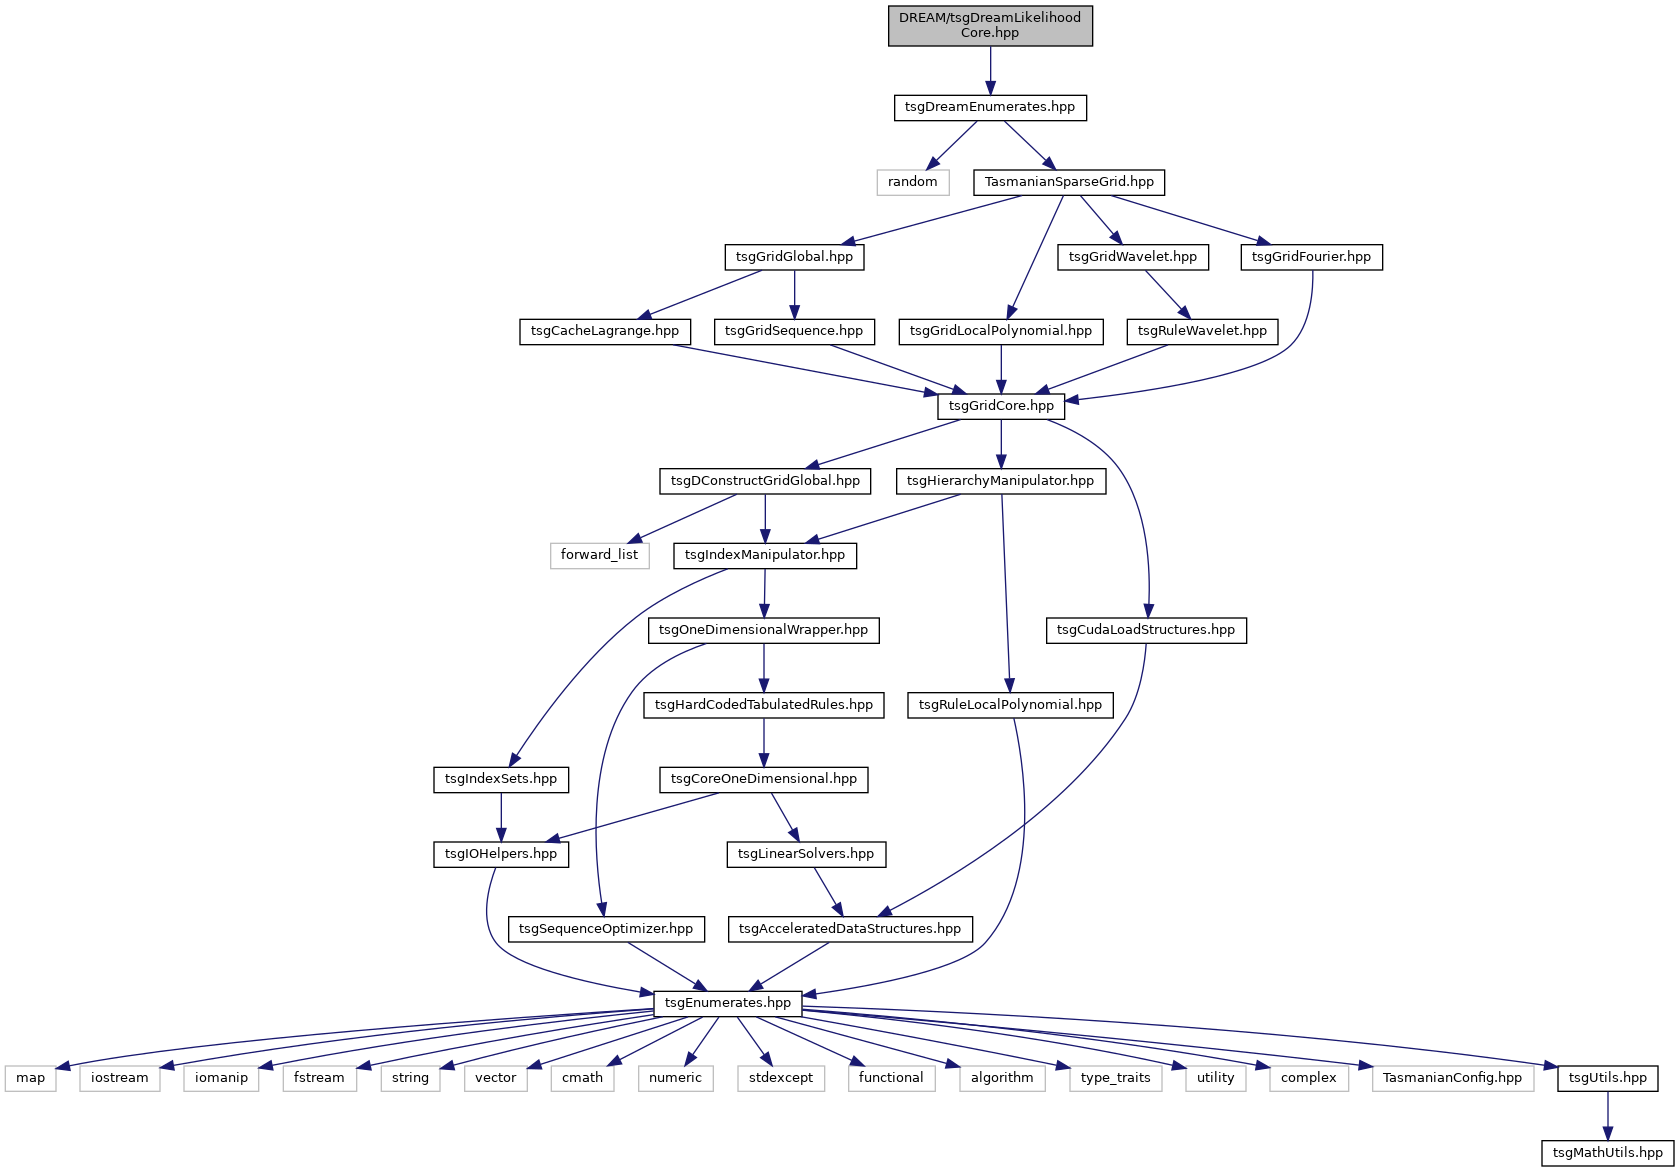 DREAM/tsgDreamLikelihood
Core.hpp
tsgDreamEnumerates.hpp
random
TasmanianSparseGrid.hpp
tsgGridGlobal.hpp
tsgGridWavelet.hpp
tsgGridFourier.hpp
tsgCacheLagrange.hpp
tsgGridSequence.hpp
tsgGridLocalPolynomial.hpp
tsgRuleWavelet.hpp
tsgGridCore.hpp
tsgDConstructGridGlobal.hpp
tsgHierarchyManipulator.hpp
forward_list
tsgIndexManipulator.hpp
tsgOneDimensionalWrapper.hpp
tsgCudaLoadStructures.hpp
tsgHardCodedTabulatedRules.hpp
tsgRuleLocalPolynomial.hpp
tsgIndexSets.hpp
tsgCoreOneDimensional.hpp
tsgIOHelpers.hpp
tsgLinearSolvers.hpp
tsgSequenceOptimizer.hpp
tsgAcceleratedDataStructures.hpp
tsgEnumerates.hpp
map
iostream
iomanip
fstream
string
vector
cmath
numeric
stdexcept
functional
algorithm
type_traits
utility
complex
TasmanianConfig.hpp
tsgUtils.hpp
tsgMathUtils.hpp